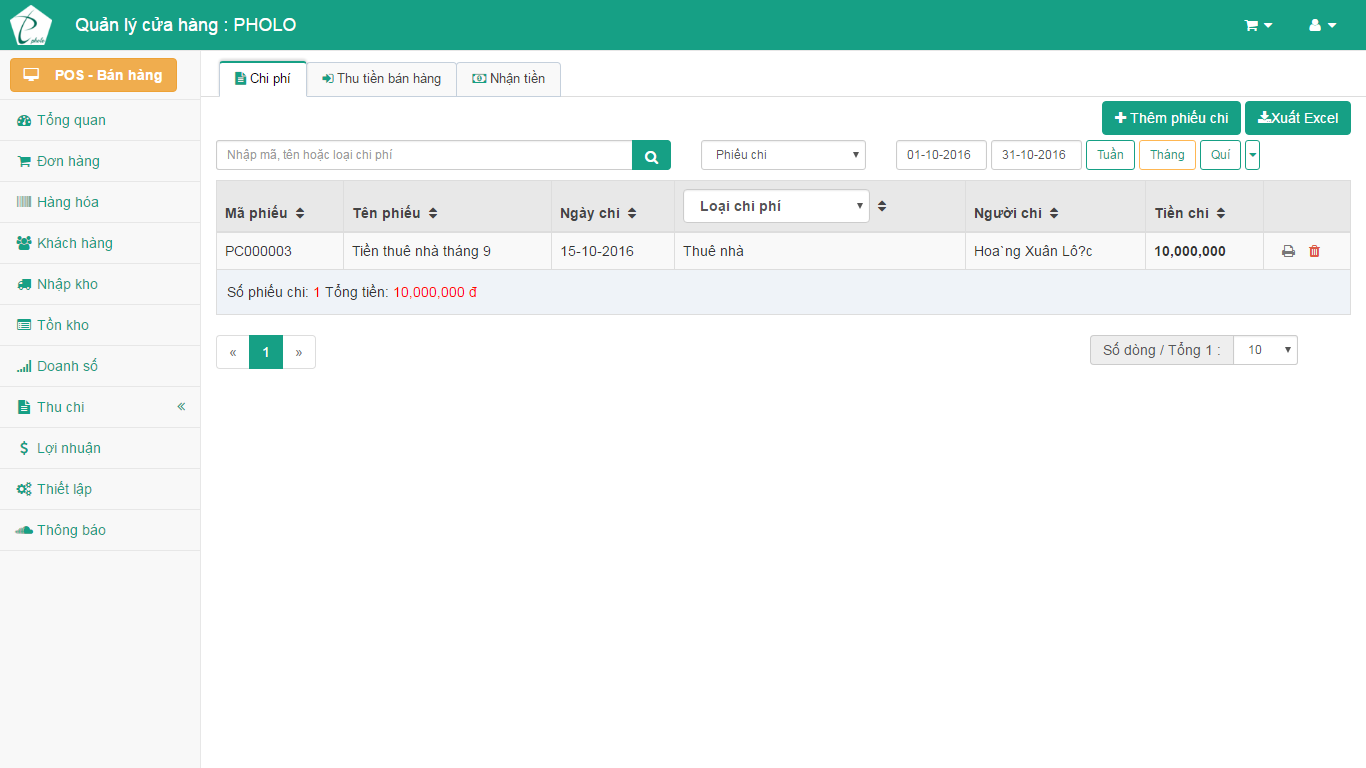 pholo
Quản lý cửa hàng : PHOLO
POS - Bán hàng
Tổng quan
Đơn hàng
Hàng hóa
Khách hàng
Nhập kho
Tồn kho
Doanh số
Thu chi
Lợi nhuận
Thiết lập
Thông báo
Chi phí Thu tiền bán hàng Nhận tiền
Thêm phiếu chi Xuất Excel
Nhập mã, tên hoặc loại chi phí Phiếu chi 01-10-2016 31-10-2016 Tuần Tháng Quí
Mã phiếu Tên phiếu Ngày chi Loại chi phí Người chi Tiền chi
PC000003 Tiền thuê nhà tháng 9 15-10-2016 Thuê nhà Hoa`ng Xuân Lô?c 10,000,000
Số phiếu chi: 1 Tổng tiền: 10,000,000 đ
« 1 » Số dòng / Tổng 1 : 10